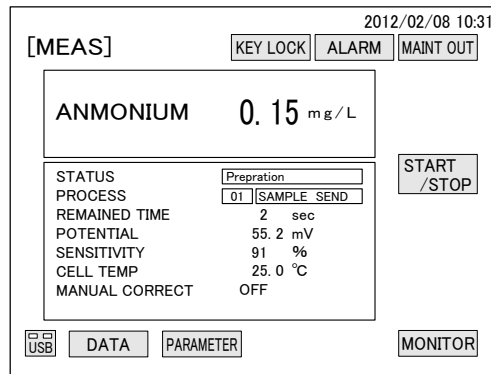 2012/02/08 10:31
[MEAS] KEY LOCK ALARM MAINT OUT
ANMONIUM 0.15 mg/L
START
/STOP
STATUS Prepration
PROCESS 01 SAMPLE SEND
REMAINED TIME 2 sec
POTENTIAL 55.2 mV
SENSITIVITY 91 %
CELL TEMP 25.0 ℃
MANUAL CORRECT OFF
USB DATA PARAMETER MONITOR